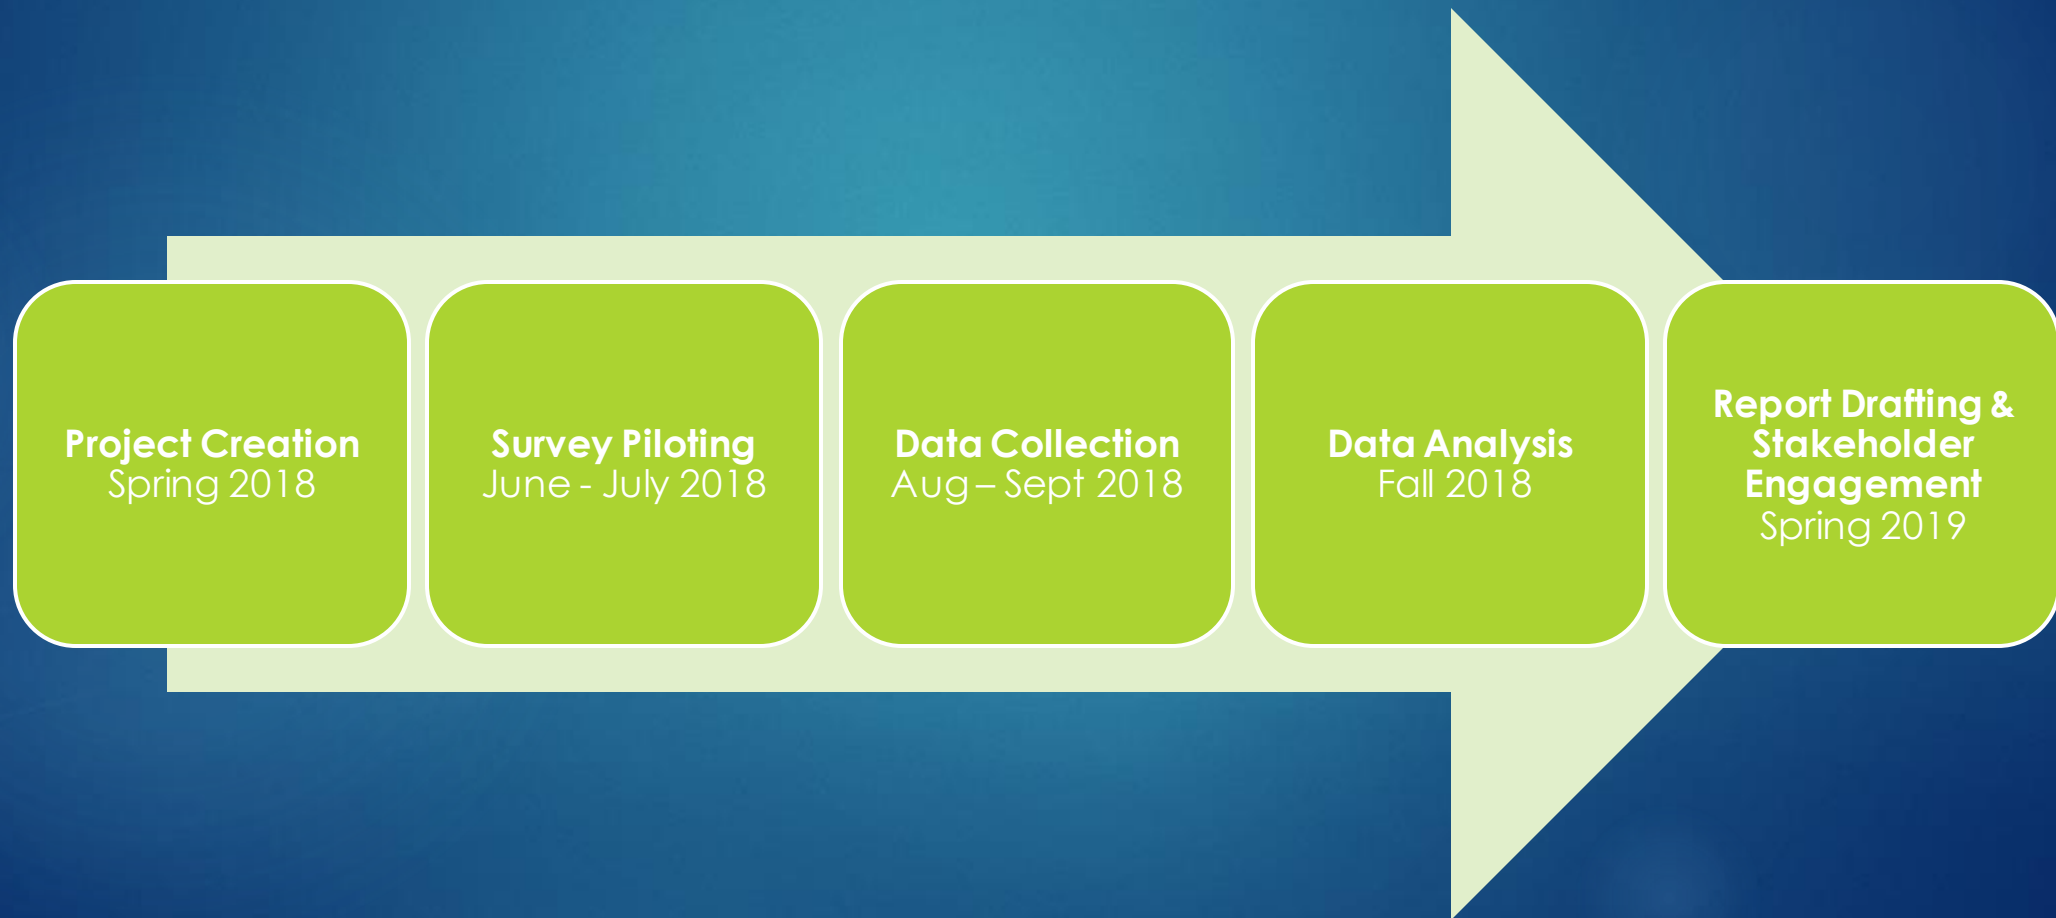 Project Creation
Spring 2018
Survey Piloting
June - July 2018
Data Collection
Aug – Sept 2018
Data Analysis
Fall 2018
Report Drafting &
Stakeholder
Engagement
Spring 2019